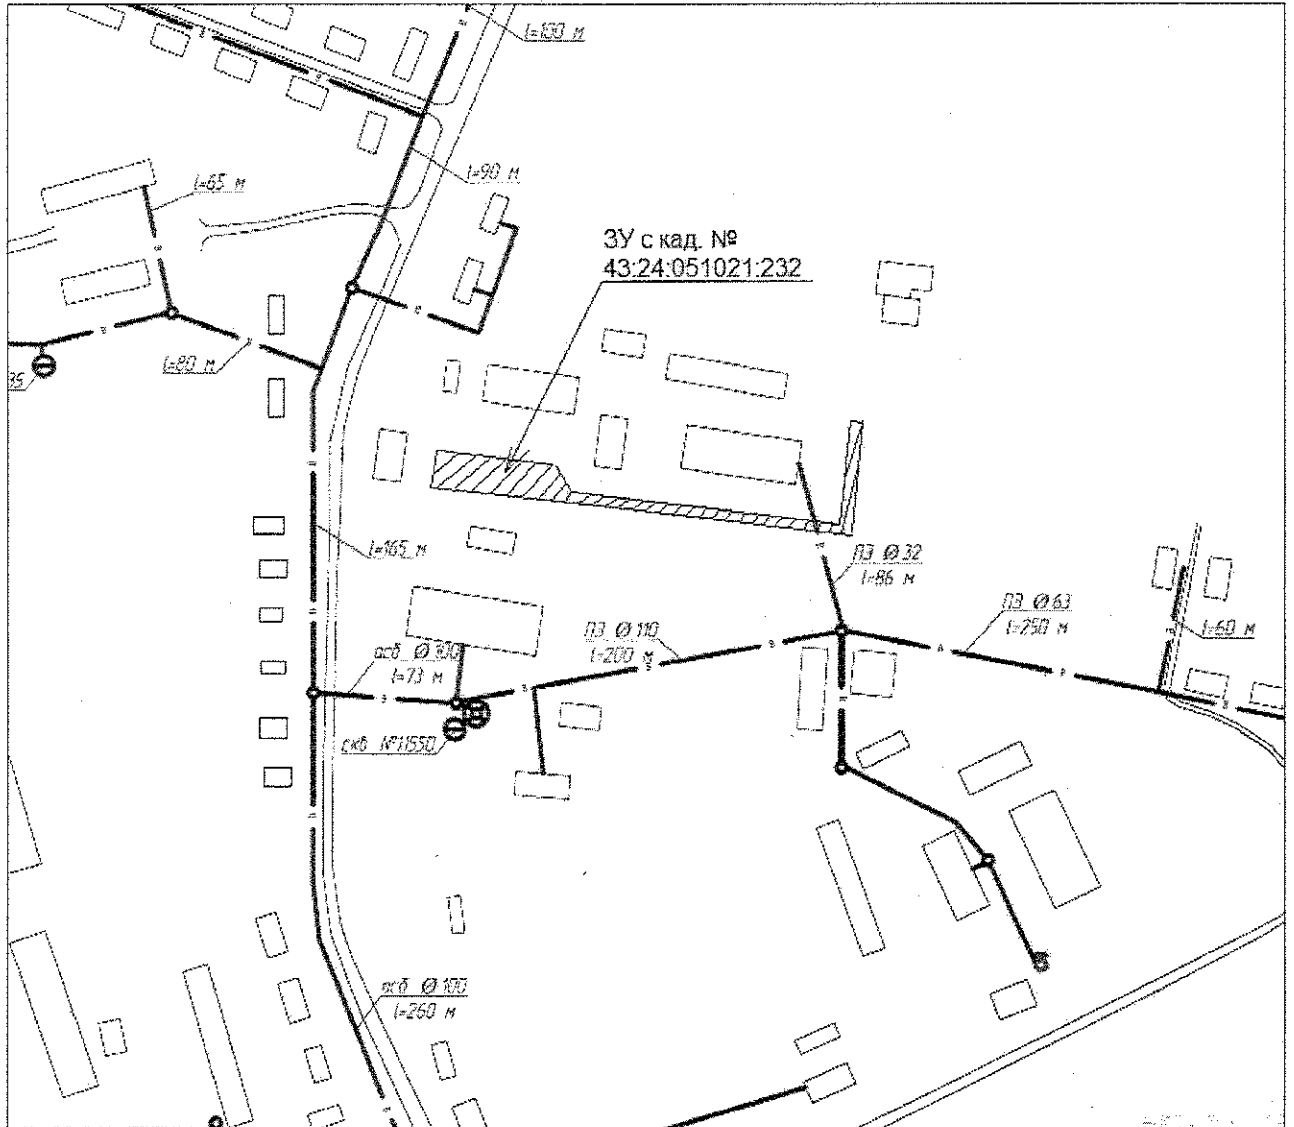 l=100 м
l=90 м
l=65 м
ЗУ с кад. №
43:24:051021:232
l=80 м
l=165 м
ПЭ Ø 32
l=86 м
ПЭ Ø 63
l=250 м
l=60 м
ПЭ Ø 110
l=200 м
асб Ø 100
l=73 м
скв №11550
асб Ø 100
l=260 м